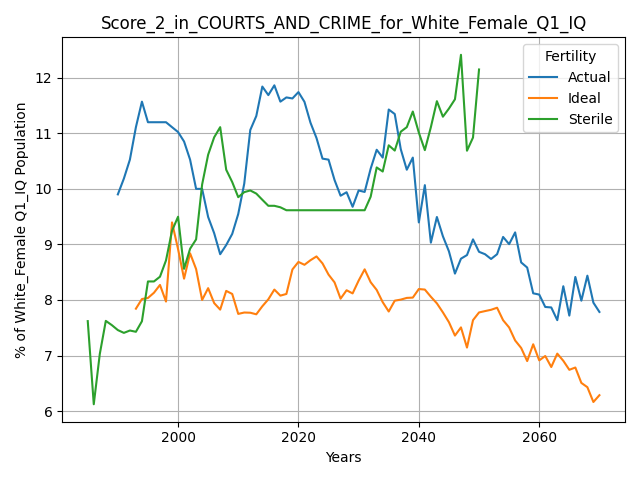 Score_2_in_COURTS_AND_CRIME_for_White_Female_Q1_IQ
% of White_Female Q1_IQ Population
12
11
10
9
8
7
6
Fertility
Actual
Ideal
Sterile
2000 2020 2040 2060
Years